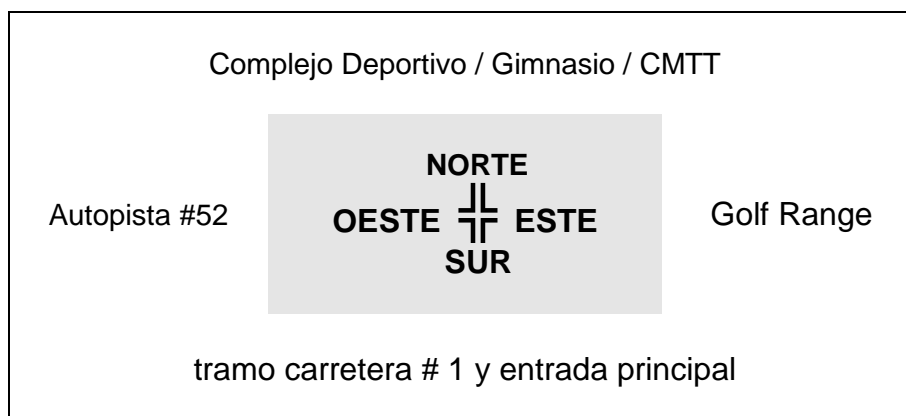 Complejo Deportivo / Gimnasio / CMTT
NORTE
Autopista #52
OESTE ╬ ESTE
Golf Range
SUR
tramo carretera # 1 y entrada principal